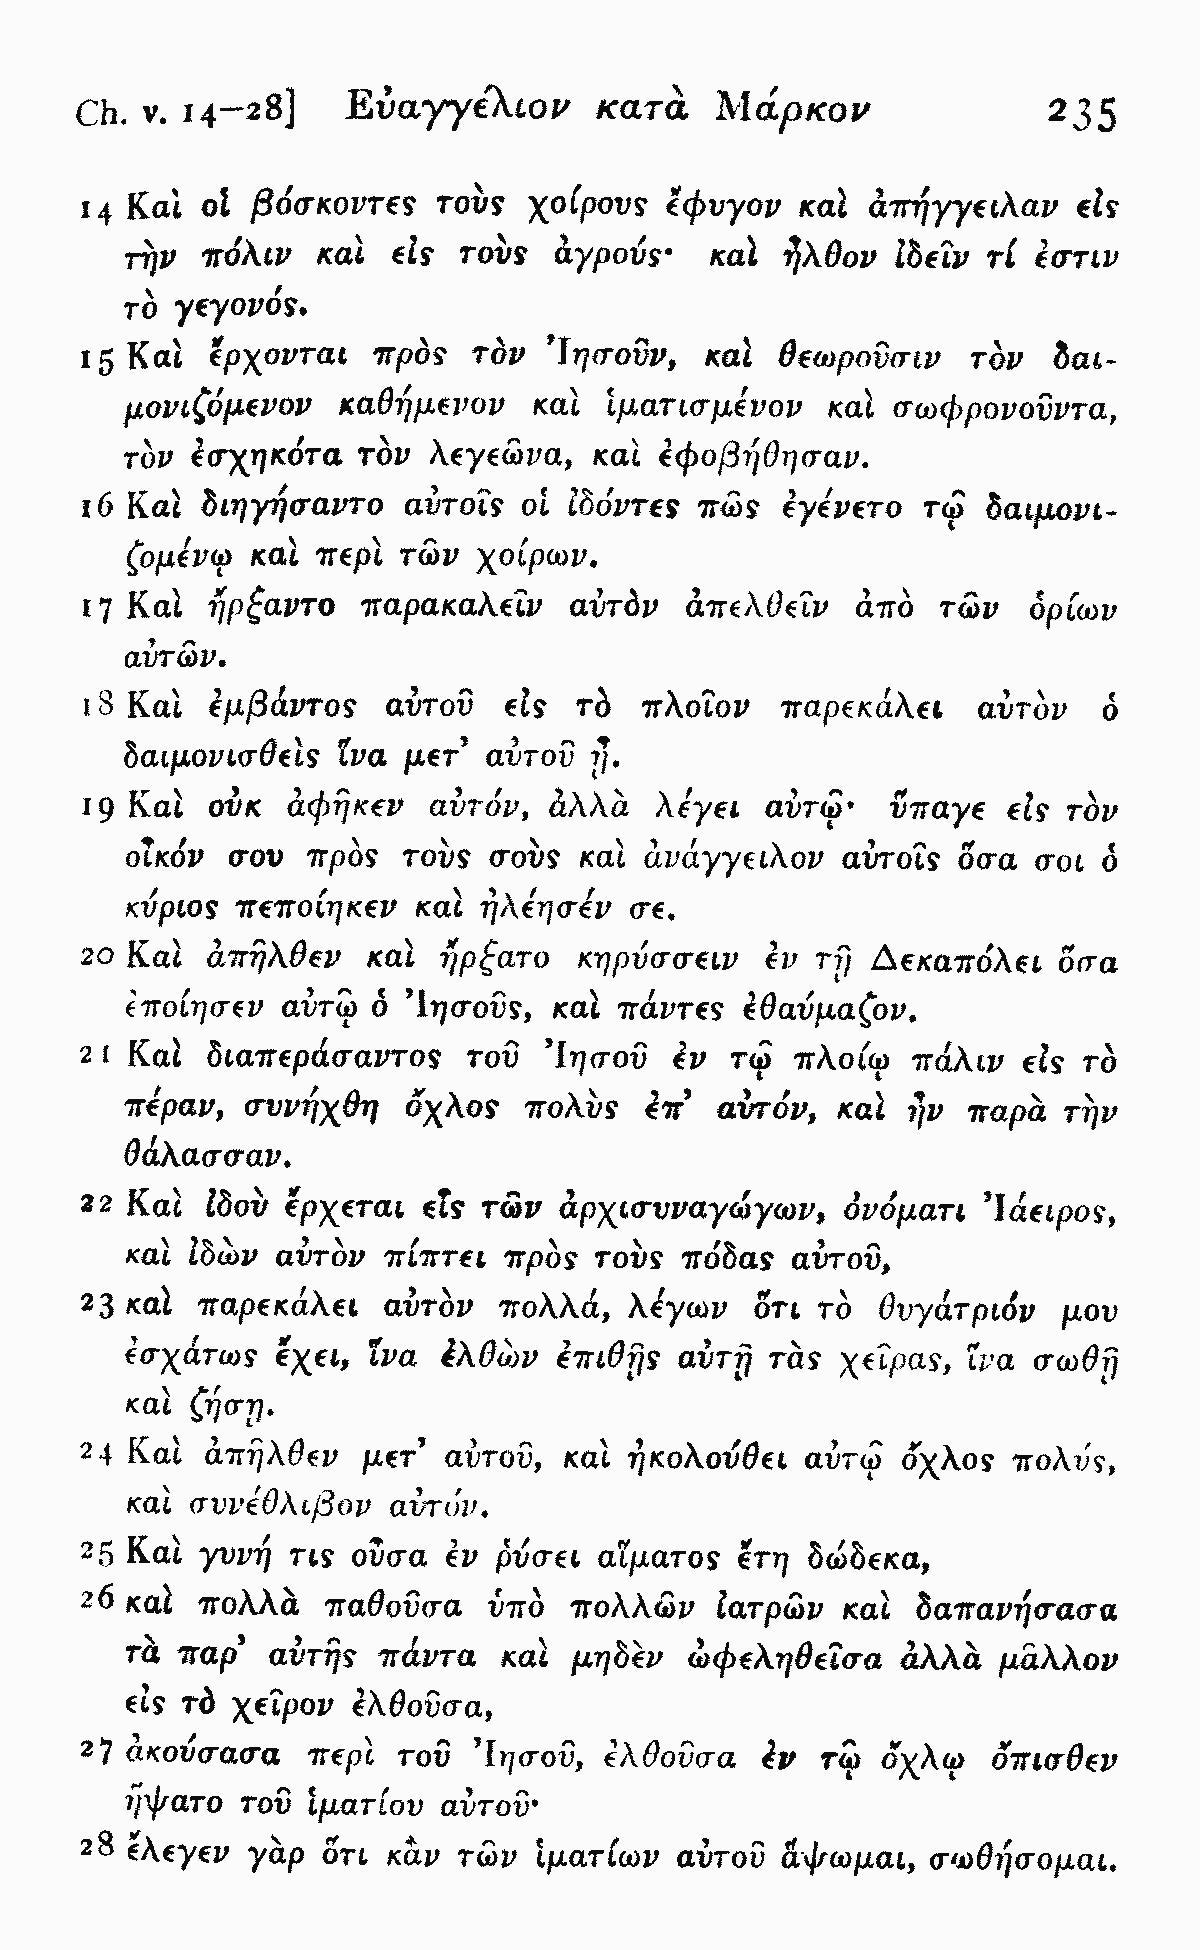 Ch. v. 14—28] Εὐαγγέλιον κατὰ Μάρκον 235
14 Καὶ οἱ βόσκοντες τοὺς χοίρους ἔφυγον καὶ ἀπήγγειλαν εἰς
τὴν πόλιν καὶ εἰς τοὺς ἀγρούς· καὶ ἦλθον ἰδεῖν τί ἐστιν
τὸ γεγονός.
15 Καὶ ἔρχονται πρὸς τὸν Ἰησοῦν, καὶ θεωροῦσιν τὸν δαι-
μονιζόμενον καθήμενον καὶ ἱματισμένον καὶ σωφρονοῦντα,
τὸν ἐσχηκότα τὸν λεγεῶνα, καὶ ἐφοβήθησαν.
16 Καὶ διηγήσαντο αὐτοῖς οἱ ἰδόντες πῶς ἐγένετο τῷ δαιμονι-
ζομένῳ καὶ περὶ τῶν χοίρων.
17 Καὶ ἤρξαντο παρακαλεῖν αὐτὸν ἀπελθεῖν ἀπὸ τῶν ὁρίων
αὐτῶν.
18 Καὶ ἐμβάντος αὐτοῦ εἰς τὸ πλοῖον παρεκάλει αὐτὸν ὁ
δαιμονισθεὶς ἵνα μετ’ αὐτοῦ ᾖ.
19 Καὶ οὐκ ἀφῆκεν αὐτόν, ἀλλὰ λέγει αὐτῷ· ὕπαγε εἰς τὸν
οἶκόν σου πρὸς τοὺς σοὺς καὶ ἀνάγγειλον αὐτοῖς ὅσα σοι ὁ
κύριος πεποίηκεν καὶ ἠλέησέν σε.
20 Καὶ ἀπῆλθεν καὶ ἤρξατο κηρύσσειν ἐν τῇ Δεκαπόλει ὅσα
ἐποίησεν αὐτῷ ὁ Ἰησοῦς, καὶ πάντες ἐθαύμαζον.
21 Καὶ διαπεράσαντος τοῦ Ἰησοῦ ἐν τῷ πλοίῳ πάλιν εἰς τὸ
πέραν, συνήχθη ὄχλος πολὺς ἐπ’ αὐτόν, καὶ ἦν παρὰ τὴν
θάλασσαν.
22 Καὶ ἰδοὺ ἔρχεται εἷς τῶν ἀρχισυναγώγων, ὀνόματι Ἰάειρος,
καὶ ἰδὼν αὐτὸν πίπτει πρὸς τοὺς πόδας αὐτοῦ,
23 καὶ παρεκάλει αὐτὸν πολλά, λέγων ὅτι τὸ θυγάτριόν μου
ἐσχάτως ἔχει, ἵνα ἐλθὼν ἐπιθῇς αὐτῇ τὰς χεῖρας, ἵνα σωθῇ
καὶ ζήσῃ.
24 Καὶ ἀπῆλθεν μετ’ αὐτοῦ, καὶ ἠκολούθει αὐτῷ ὄχλος πολύς,
καὶ συνέθλιβον αὐτόν.
25 Καὶ γυνή τις οὖσα ἐν ῥύσει αἵματος ἔτη δώδεκα,
26 καὶ πολλὰ παθοῦσα ὑπὸ πολλῶν ἰατρῶν καὶ δαπανήσασα
τὰ παρ’ αὐτῆς πάντα καὶ μηδὲν ὠφεληθεῖσα ἀλλὰ μᾶλλον
εἰς τὸ χεῖρον ἐλθοῦσα,
27 ἀκούσασα περὶ τοῦ Ἰησοῦ, ἐλθοῦσα ἐν τῷ ὄχλῳ ὄπισθεν
ἥψατο τοῦ ἱματίου αὐτοῦ·
28 ἔλεγεν γὰρ ὅτι κἂν τῶν ἱματίων αὐτοῦ ἅψωμαι, σωθήσομαι.